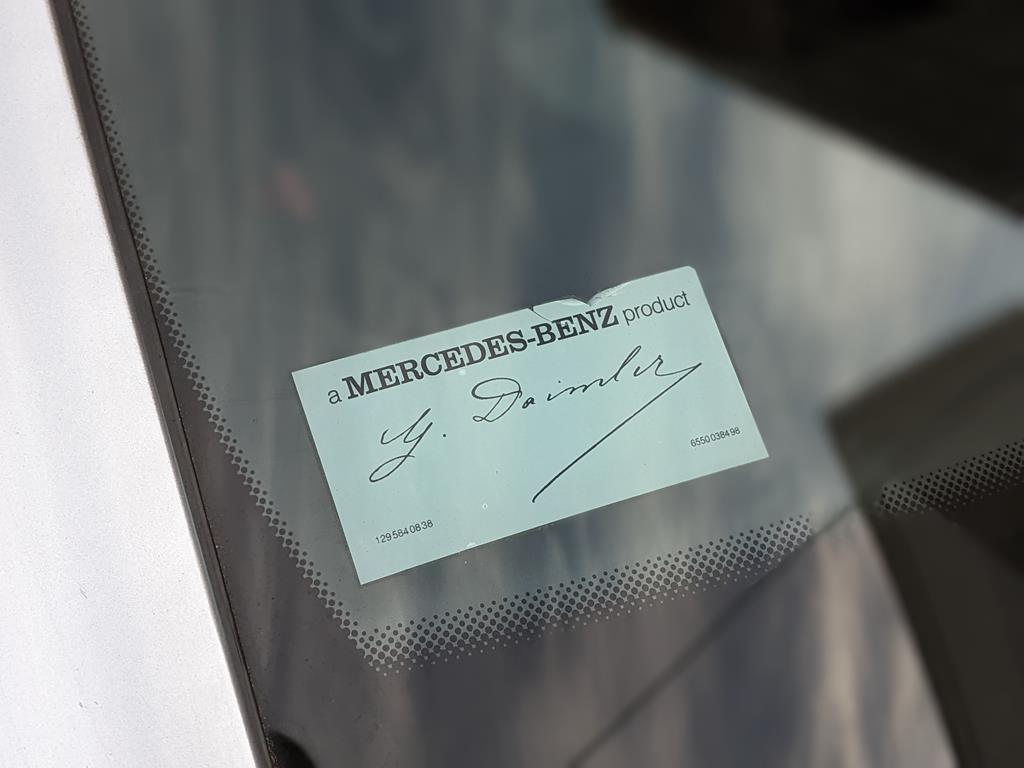 a MERCEDES-BENZ product
G. Daimler
6550038498
1295840838